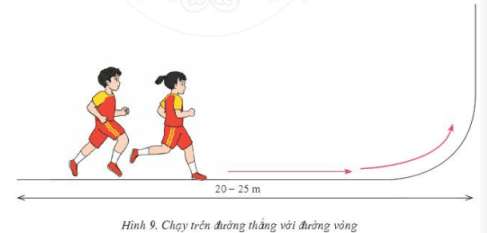 20 – 25 m
Hình 9. Chạy trên đường thẳng với đường vòng